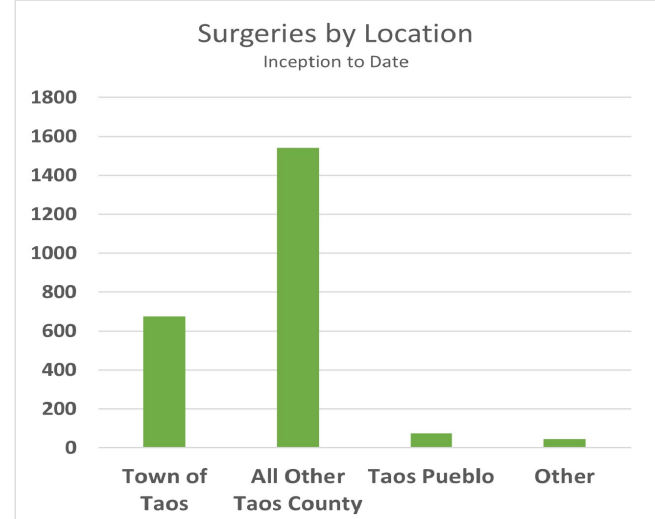 Surgeries by Location
Inception to Date
1800
1600
1400
1200
1000
800
600
400
200
0
Town of Taos
All Other Taos County
Taos Pueblo
Other